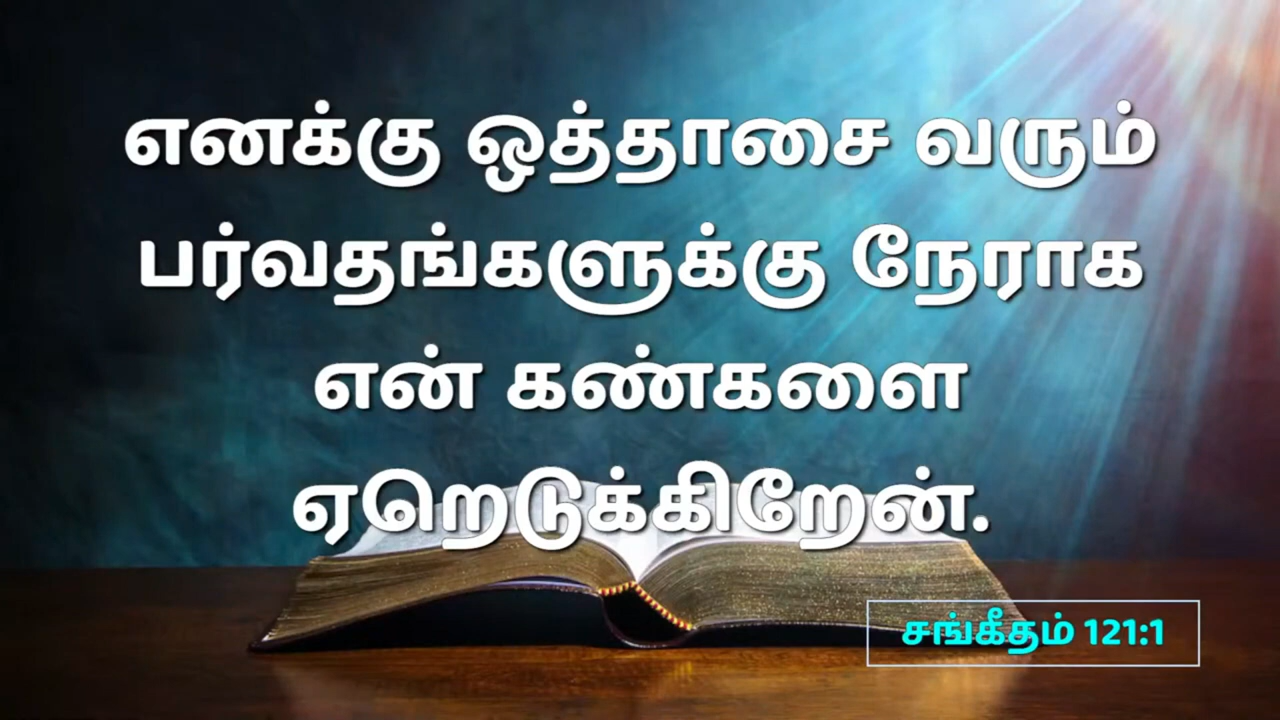 எனக்கு ஒத்தாசை வரும்
பர்வதங்களுக்கு நேராக
என் கண்களை
ஏறெடுக்கிறேன்.
சங்கீதம் 121:1